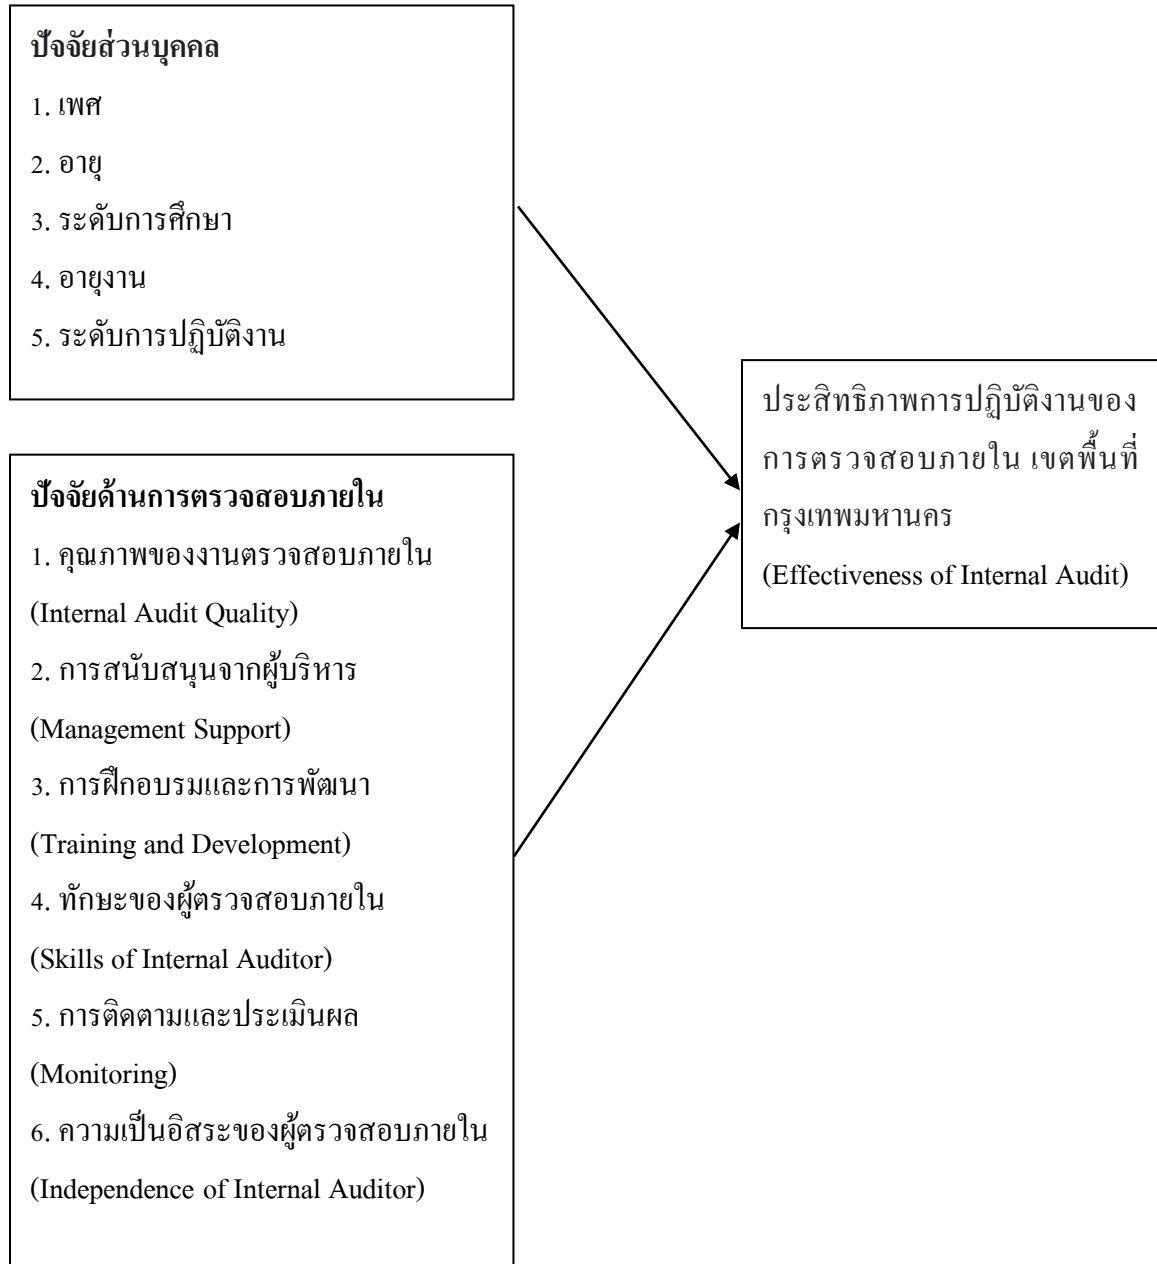 ปัจจัยส่วนบุคคล
1. เพศ
2. อายุ
3. ระดับการศึกษา
4. อายุงาน
5. ระดับการปฏิบัติงาน
ปัจจัยด้านการตรวจสอบภายใน
1. คุณภาพของงานตรวจสอบภายใน
(Internal Audit Quality)
2. การสนับสนุนจากผู้บริหาร
(Management Support)
3. การฝึกอบรมและการพัฒนา
(Training and Development)
4. ทักษะของผู้ตรวจสอบภายใน
(Skills of Internal Auditor)
5. การติดตามและประเมินผล
(Monitoring)
6. ความเป็นอิสระของผู้ตรวจสอบภายใน
(Independence of Internal Auditor)
ประสิทธิภาพการปฏิบัติงานของ
การตรวจสอบภายใน เขตพื้นที่
กรุงเทพมหานคร
(Effectiveness of Internal Audit)